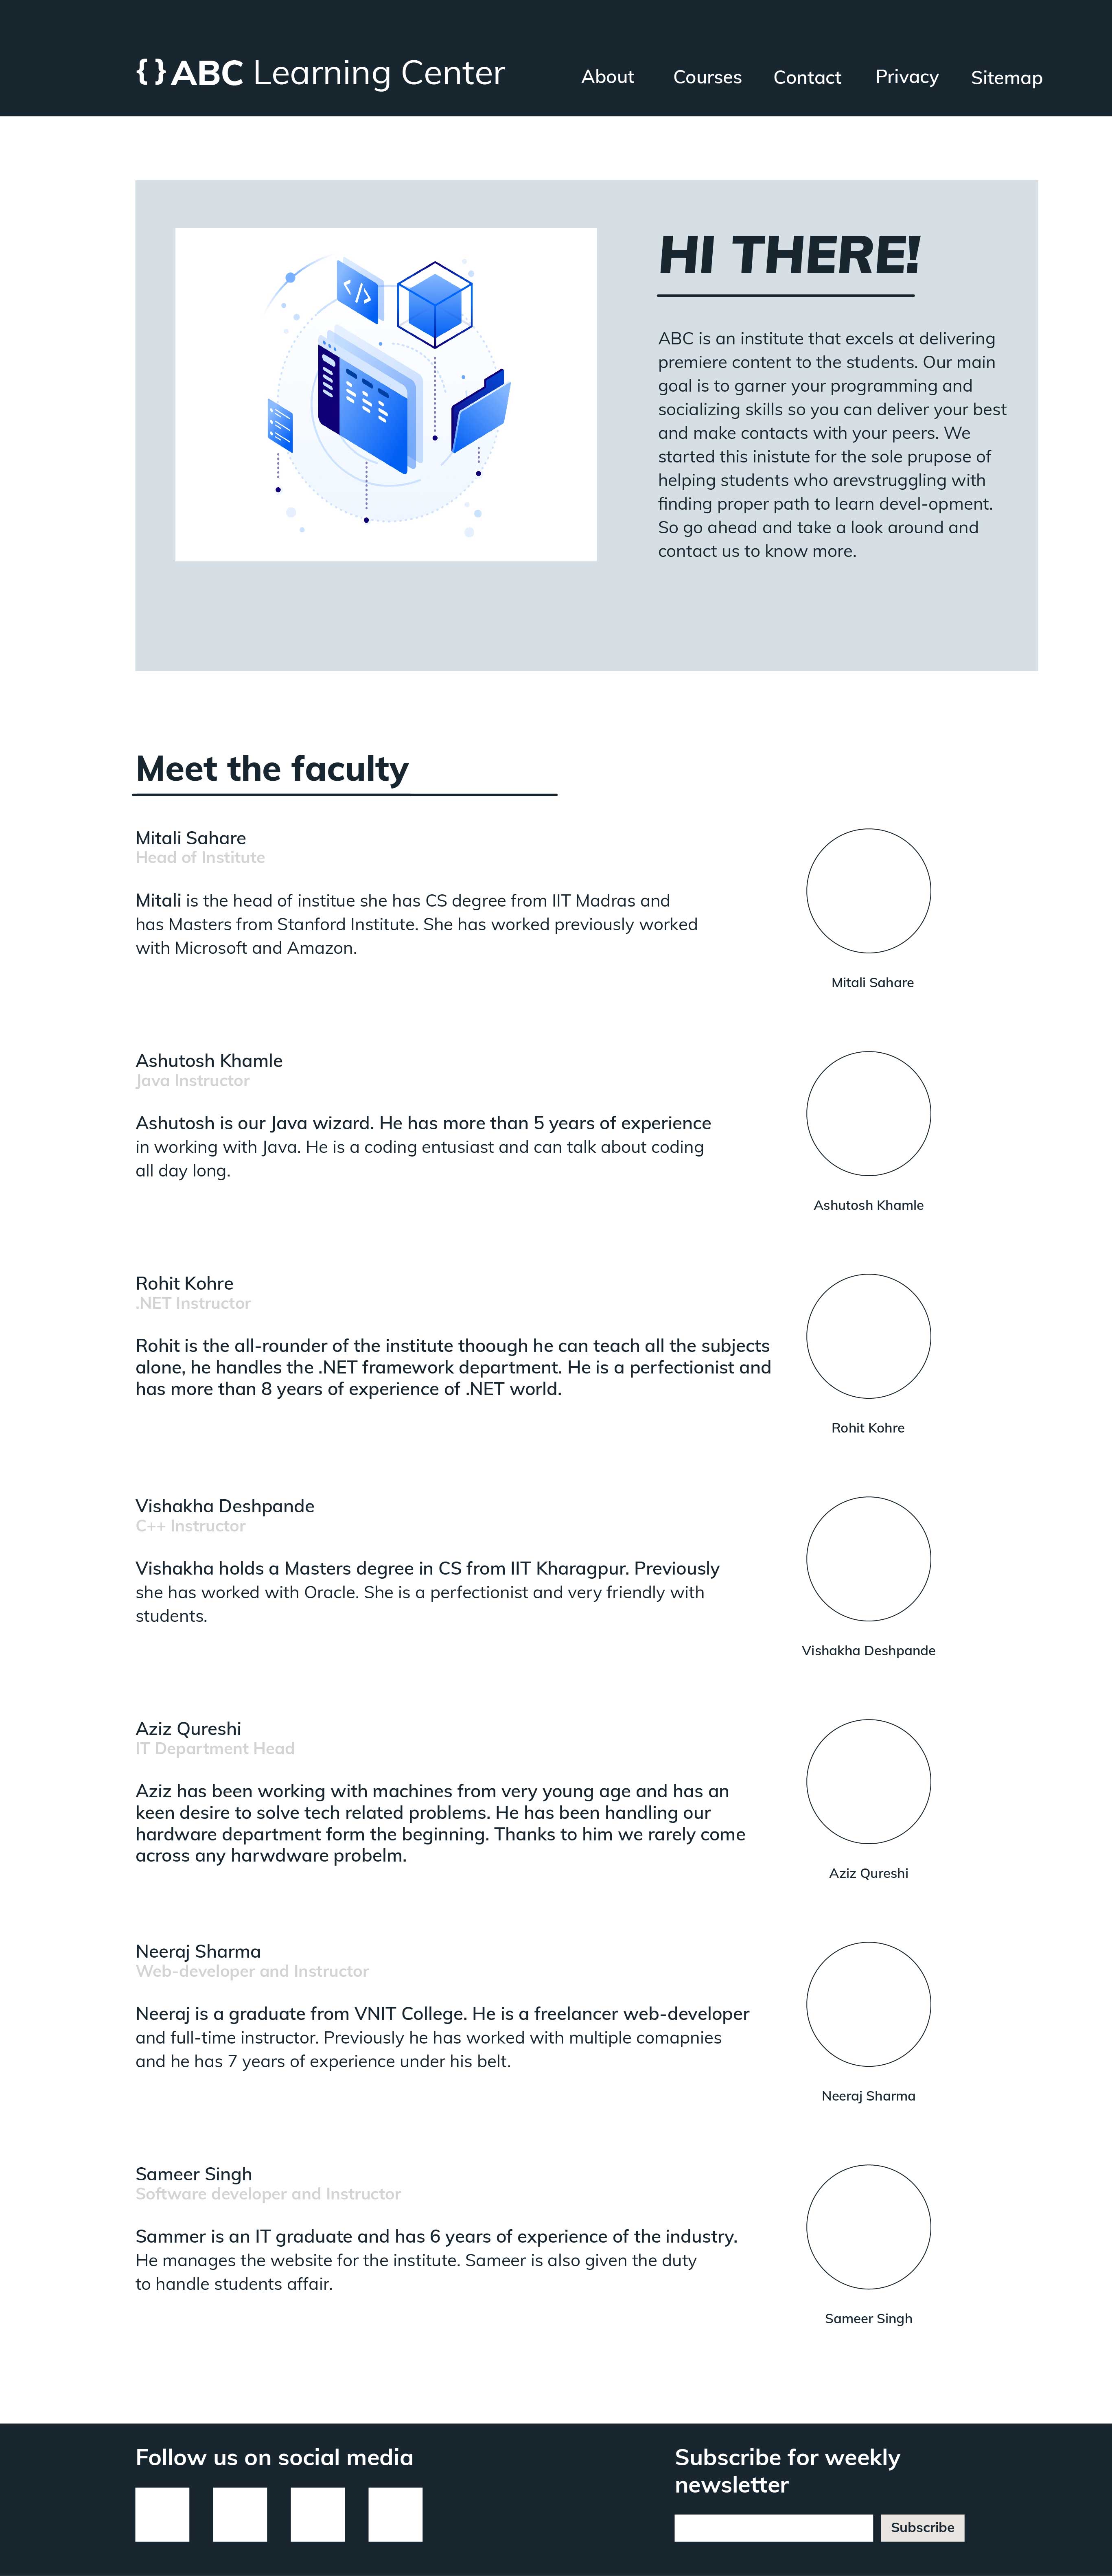 {} ABC Learning Center
About Courses Contact Privacy Sitemap
</>
HI THERE!
ABC is an institute that excels at delivering
premiere content to the students. Our main
goal is to garner your programming and
socializing skills so you can deliver your best
and make contacts with your peers. We
started this inistute for the sole prupose of
helping students who arevstruggling with
finding proper path to learn devel-opment.
So go ahead and take a look around and
contact us to know more.
Meet the faculty
Mitali Sahare
Head of Institute
Mitali is the head of institue she has CS degree from IIT Madras and
has Masters from Stanford Institute. She has worked previously worked
with Microsoft and Amazon.
Mitali Sahare
Ashutosh Khamle
Java Instructor
Ashutosh is our Java wizard. He has more than 5 years of experience
in working with Java. He is a coding entusiast and can talk about coding
all day long.
Ashutosh Khamle
Rohit Kohre
.NET Instructor
Rohit is the all-rounder of the institute thoough he can teach all the subjects
alone, he handles the .NET framework department. He is a perfectionist and
has more than 8 years of experience of .NET world.
Rohit Kohre
Vishakha Deshpande
C++ Instructor
Vishakha holds a Masters degree in CS from IIT Kharagpur. Previously
she has worked with Oracle. She is a perfectionist and very friendly with
students.
Vishakha Deshpande
Aziz Qureshi
IT Department Head
Aziz has been working with machines from very young age and has an
keen desire to solve tech related problems. He has been handling our
hardware department form the beginning. Thanks to him we rarely come
across any harwdware probelm.
Aziz Qureshi
Neeraj Sharma
Web-developer and Instructor
Neeraj is a graduate from VNIT College. He is a freelancer web-developer
and full-time instructor. Previously he has worked with multiple comapnies
and he has 7 years of experience under his belt.
Neeraj Sharma
Sameer Singh
Software developer and Instructor
Sammer is an IT graduate and has 6 years of experience of the industry.
He manages the website for the institute. Sameer is also given the duty
to handle students affair.
Sameer Singh
Follow us on social media
Subscribe for weekly
newsletter
Subscribe